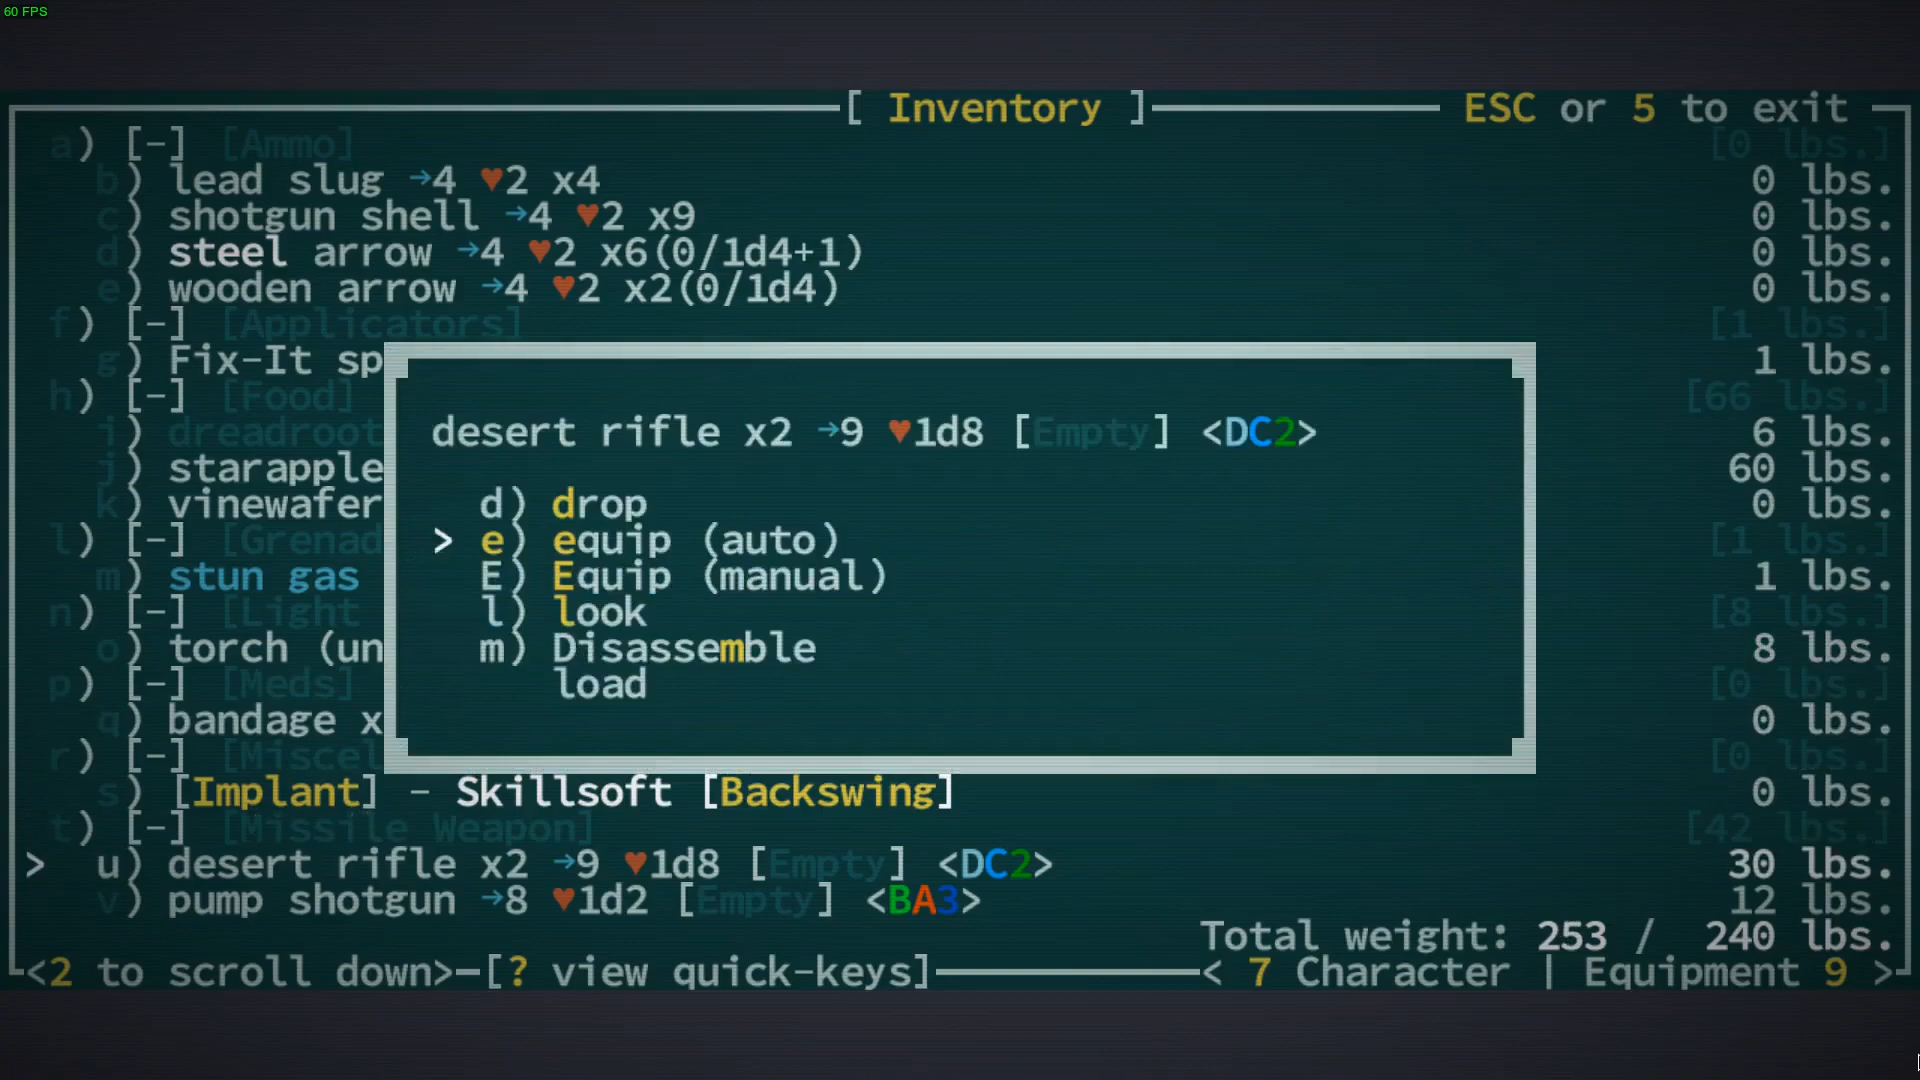 60 FPS
[ Inventory ] ESC or 5 to exit
a) [-] [Ammo] [0 lbs.]
b) lead slug →4 ♥2 x4 0 lbs.
c) shotgun shell →4 ♥2 x9 0 lbs.
d) steel arrow →4 ♥2 x6(0/1d4+1) 0 lbs.
e) wooden arrow →4 ♥2 x2(0/1d4) 0 lbs.
f) [-] [Applicators] [1 lbs.]
g) Fix-It sp 1 lbs.
h) [-] [Food] [66 lbs.]
i) dreadroot 6 lbs.
j) starapple 60 lbs.
k) vinewafer 0 lbs.
l) [-] [Grenad [1 lbs.]
m) stun gas 1 lbs.
n) [-] [Light [8 lbs.]
o) torch (un 8 lbs.
p) [-] [Meds] [0 lbs.]
q) bandage x 0 lbs.
r) [-] [Miscel [0 lbs.]
s) [Implant] - Skillsoft [Backswing] 0 lbs.
t) [-] [Missile Weapon] [42 lbs.]
> u) desert rifle x2 →9 ♥1d8 [Empty] <DC2> 30 lbs.
v) pump shotgun →8 ♥1d2 [Empty] <BA3> 12 lbs.
Total weight: 253 / 240 lbs.
<2 to scroll down> [? view quick-keys] < 7 Character | Equipment 9 >
desert rifle x2 →9 ♥1d8 [Empty] <DC2>
d) drop
> e) equip (auto)
E) Equip (manual)
l) look
m) Disassemble
load